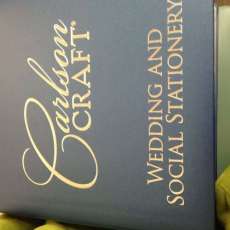 Carlson
CRAFT®
WEDDING AND
SOCIAL STATIONERY